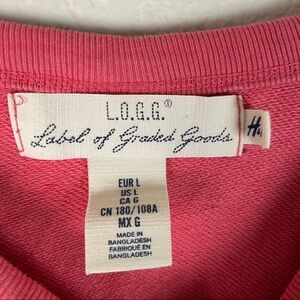 L.O.G.G.®
Label of Graded Goods
H&
EUR L
US L
CA G
CN 180/108A
MX G
MADE IN
BANGLADESH
FABRIQUÉ EN
BANGLADESH